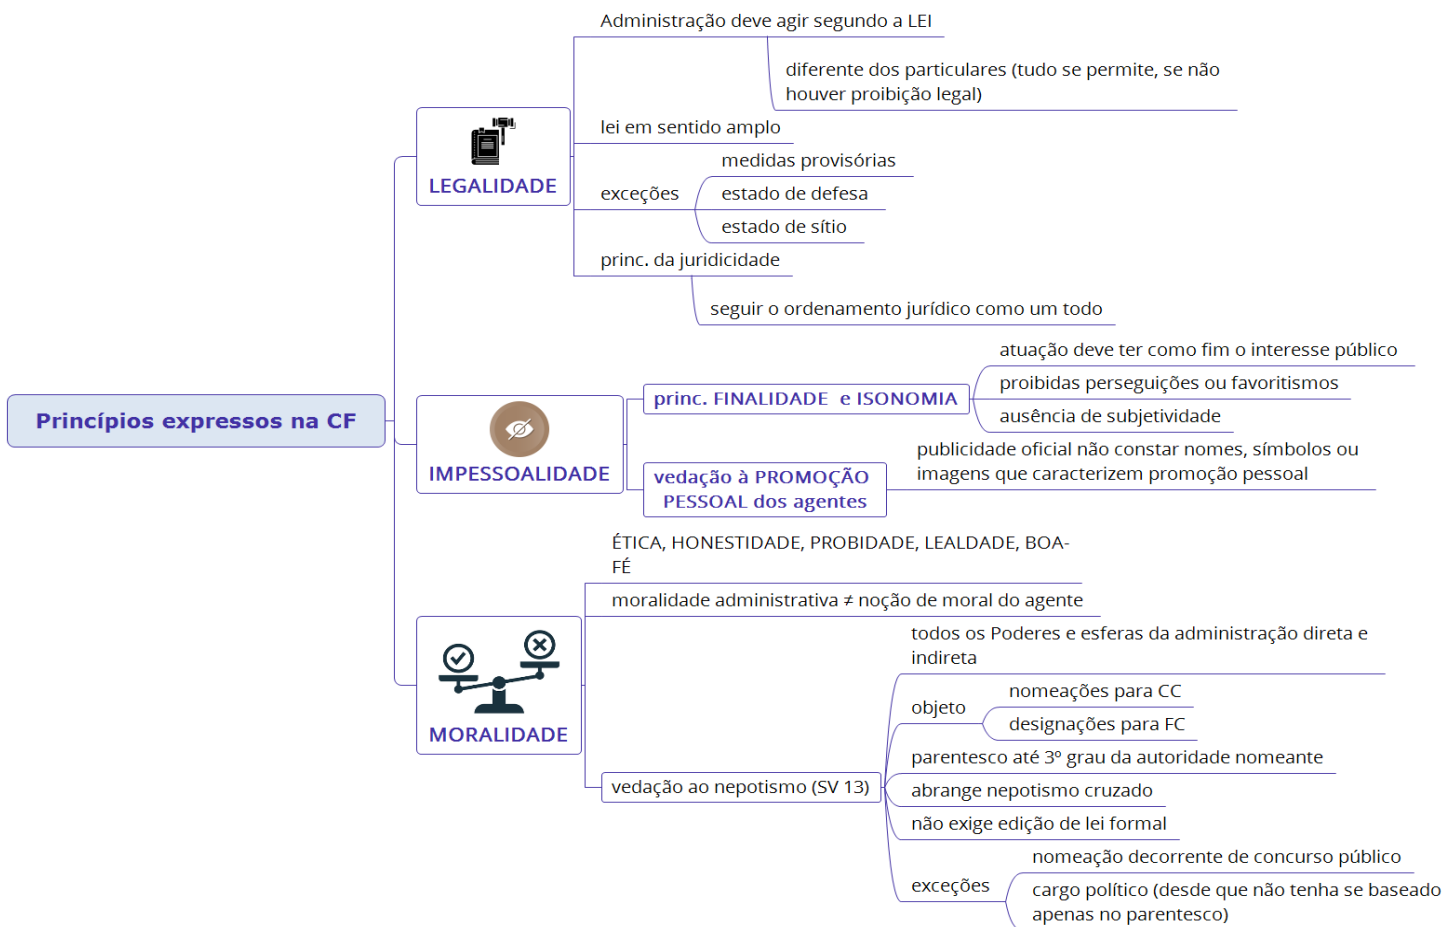 Princípios expressos na CF
LEGALIDADE
Administração deve agir segundo a LEI
diferente dos particulares (tudo se permite, se não
houver proibição legal)
lei em sentido amplo
exceções
medidas provisórias
estado de defesa
estado de sítio
princ. da juridicidade
seguir o ordenamento jurídico como um todo
IMPESSOALIDADE
princ. FINALIDADE e ISONOMIA
atuação deve ter como fim o interesse público
proibidas perseguições ou favoritismos
ausência de subjetividade
vedação à PROMOÇÃO
PESSOAL dos agentes
publicidade oficial não constar nomes, símbolos ou
imagens que caracterizem promoção pessoal
MORALIDADE
ÉTICA, HONESTIDADE, PROBIDADE, LEALDADE, BOA-
FÉ
moralidade administrativa ≠ noção de moral do agente
vedação ao nepotismo (SV 13)
todos os Poderes e esferas da administração direta e
indireta
objeto
nomeações para CC
designações para FC
parentesco até 3º grau da autoridade nomeante
abrange nepotismo cruzado
não exige edição de lei formal
exceções
nomeação decorrente de concurso público
cargo político (desde que não tenha se baseado
apenas no parentesco)